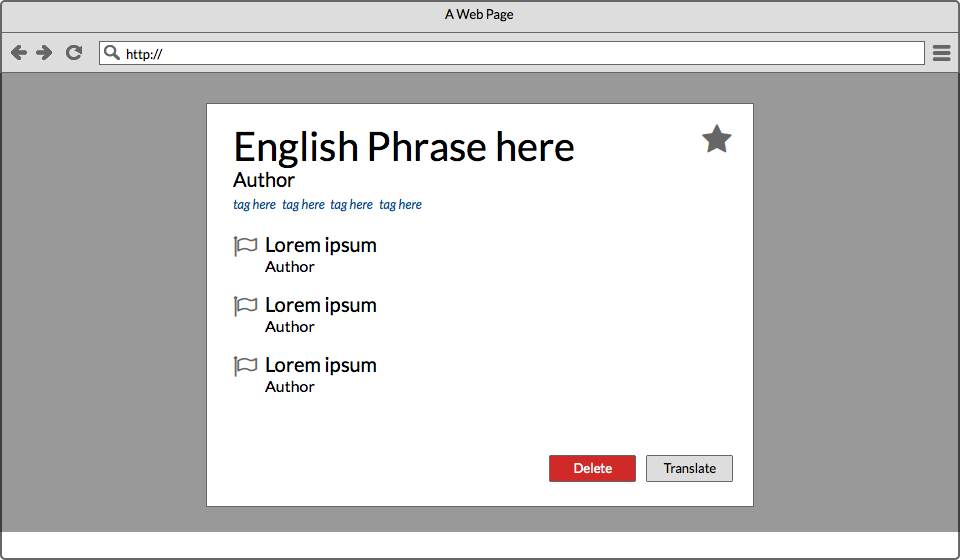 A Web Page
http://
English Phrase here
Author
tag here tag here tag here tag here
Lorem ipsum
Author
Lorem ipsum
Author
Lorem ipsum
Author
Delete Translate